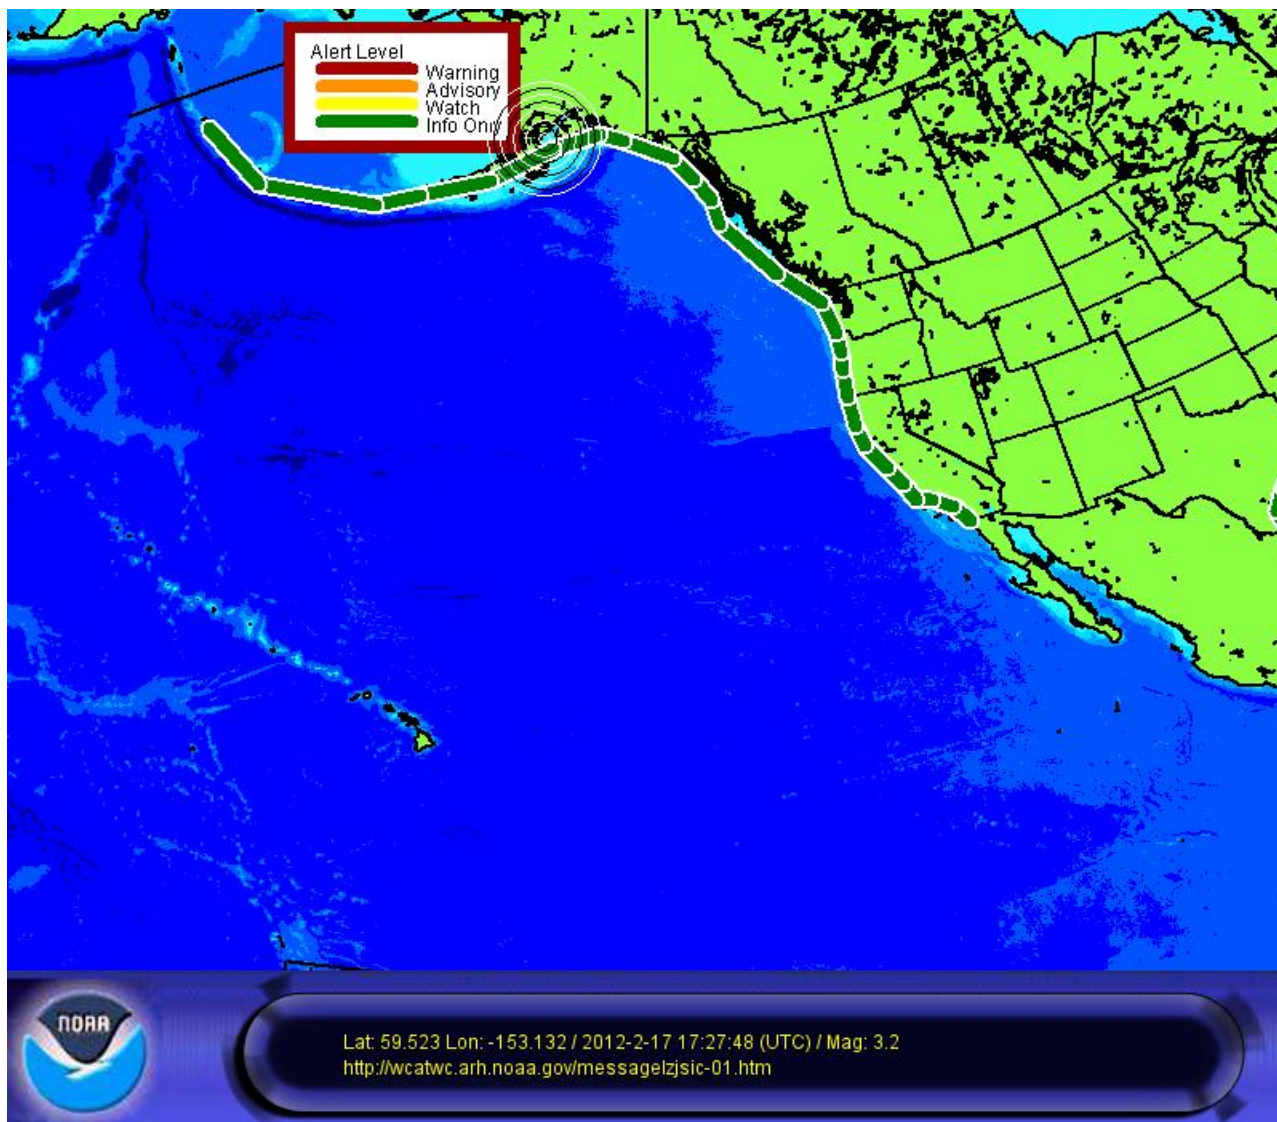 Alert Level
Warning
Advisory
Watch
Info Only
NOAA
Lat: 59.523 Lon: -153.132 / 2012-2-17 17:27:48 (UTC) / Mag: 3.2
http://wcatwc.arh.noaa.gov/messagelzjsic-01.htm